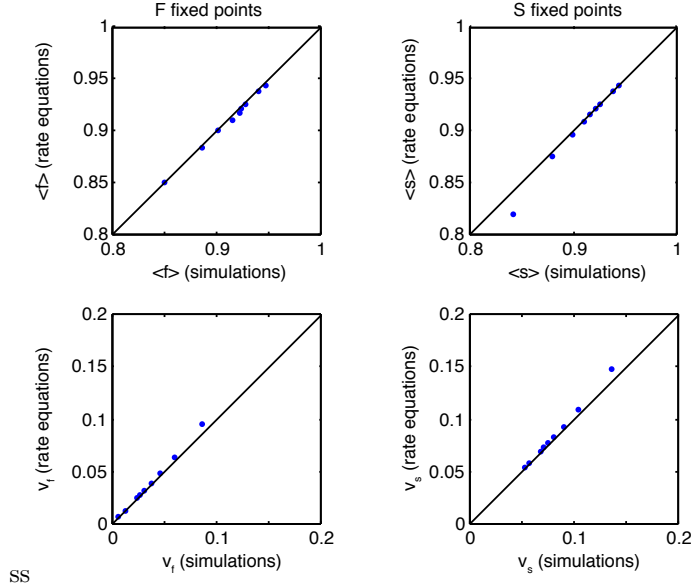 F fixed points
S fixed points
1
0.95
0.9
0.85
0.8
<f> (rate equations)
0.8
0.9
1
<f> (simulations)
1
0.95
0.9
0.85
0.8
<s> (rate equations)
0.8
0.9
1
<s> (simulations)
0.2
0.15
0.1
0.05
0
v_f (rate equations)
0
0.1
0.2
v_f (simulations)
0.2
0.15
0.1
0.05
0
v_s (rate equations)
0
0.1
0.2
v_s (simulations)
ss